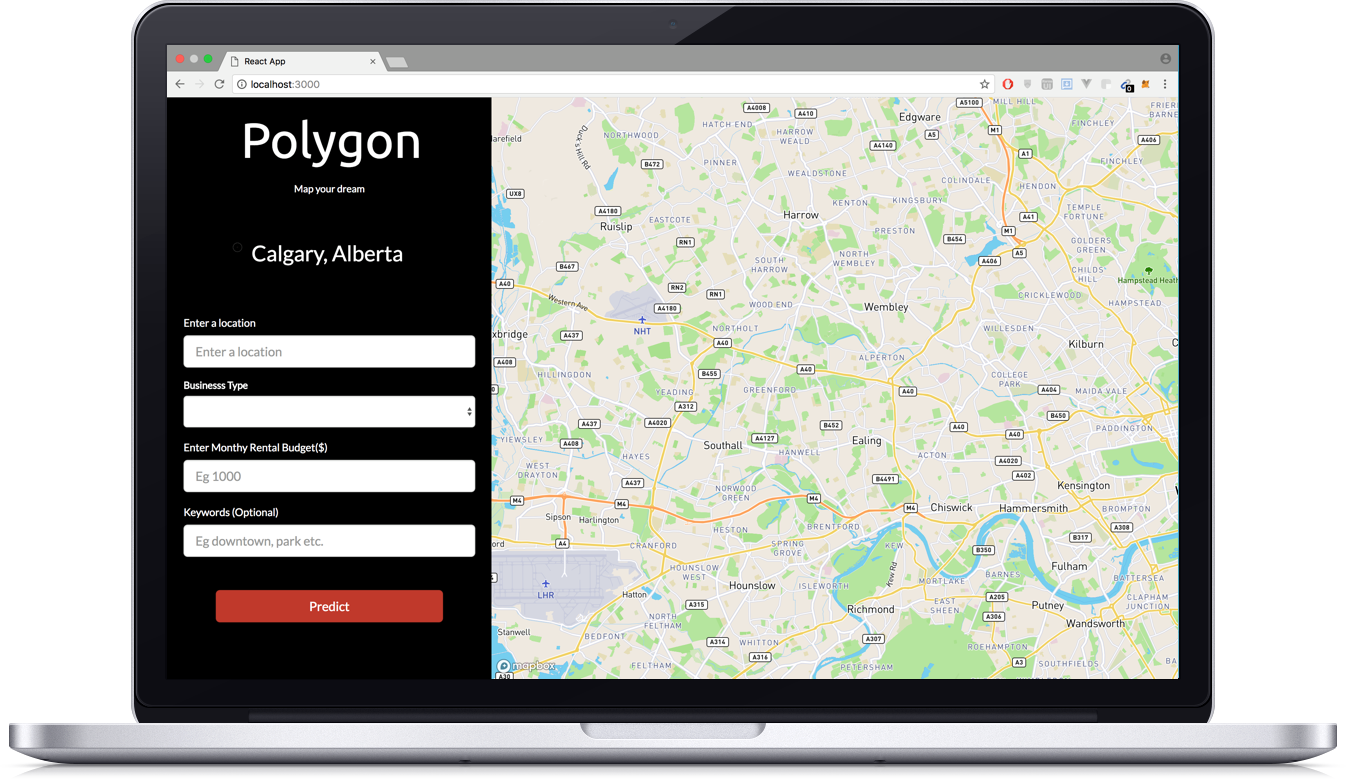 React App
localhost:3000
Polygon
Map your dream
Calgary, Alberta
Enter a location
Enter a location
Businesss Type
Enter Monthy Rental Budget($)
Eg 1000
Keywords (Optional)
Eg downtown, park etc.
Predict
A4008
A5100
MILL HILL
A410
Edgware
FINCHLEY
FRIER
BARNE
HATCH END
HARROW
WEALD
A5
M1
arefield
Duck's Hill Rd
NORTHWOOD
A4140
A406
A1
B472
PINNER
FINCHLEY
WEALDSTONE
COLINDALE
HENDON
UX8
KENTON
KINGSBURY
A4180
EASTCOTE
Harrow
A41
TEMPLE
FORTUNE
Ruislip
PRESTON
M1
B454
RN1
GOLDERS
GREEN
A5
A406
B467
SOUTH
HARROW
NORTH
WEMBLEY
CHILDS-
HILL
Hampstead Heath
A40
RN2
RN1
CRICKLEWOOD
HAMPSTEAD
Western Ave
A4180
WOOD END
Wembley
NHT
NORTHOLT
WILLESDEN
xbridge
A437
A40
Kilburn
A408
ALPERTON
HILLINGDON
B455
A40
COLLEGE
PARK
YEADING
GREENFORD
A40
A404
MAIDA VALE
A312
B450
A437
A4020
B452
A40
PADDINGTON
YIEWSLEY
A408
Southall
A4127
Ealing
A40
HAYES
HANWELL
ACTON
A4020
WEST
DRAYTON
A402
A437
B4491
Kensington
NORWOOD
GREEN
M4
M4
M4
M4
Chiswick
Hammersmith
BROMPTON
Sipson
Harlington
HESTON
BRENTFORD
A308
ord
A4
CRANFORD
SPRING
GROVE
KEW
B350
B317
HOUNSLOW
WEST
Fulham
Kew Rd
MORTLAKE
BARNES
BATTERSEA
LHR
Hatton
Hounslow
ISLEWORTH
A205
CLAPHAM
JUNCTION
A315
Richmond
EAST
SHEEN
Putney
A306
NORTH
FELTHAM
Wandsworth
Stanwell
BEDFONT
A314
WHITTON
A307
ROEHAMPTON
A316
A3
SOUTHFIELDS
mapbox
FELTHAM
PETERSHAM
A30